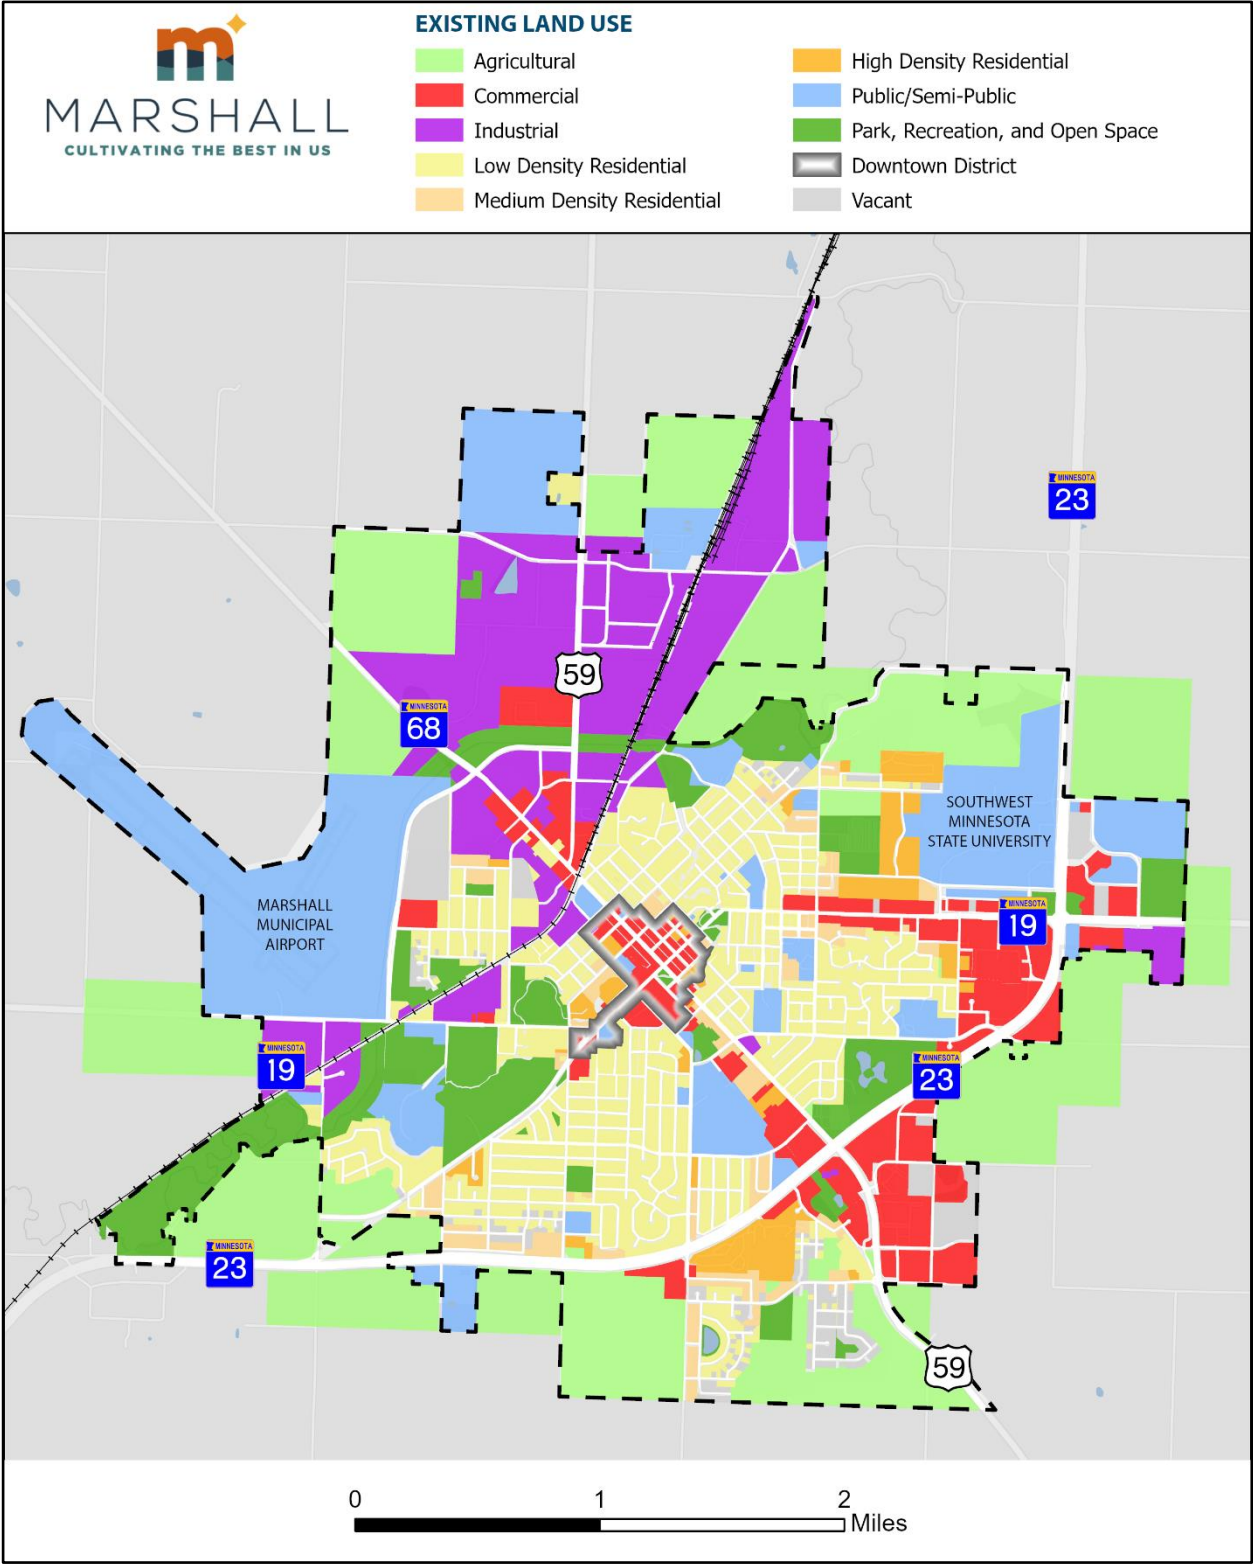 m
MARSHALL
CULTIVATING THE BEST IN US
EXISTING LAND USE
Agricultural
Commercial
Industrial
Low Density Residential
Medium Density Residential
High Density Residential
Public/Semi-Public
Park, Recreation, and Open Space
Downtown District
Vacant
MINNESOTA
23
59
MINNESOTA
68
SOUTHWEST
MINNESOTA
STATE UNIVERSITY
MARSHALL
MUNICIPAL
AIRPORT
MINNESOTA
19
MINNESOTA
19
MINNESOTA
23
MINNESOTA
23
59
0 1 2
Miles